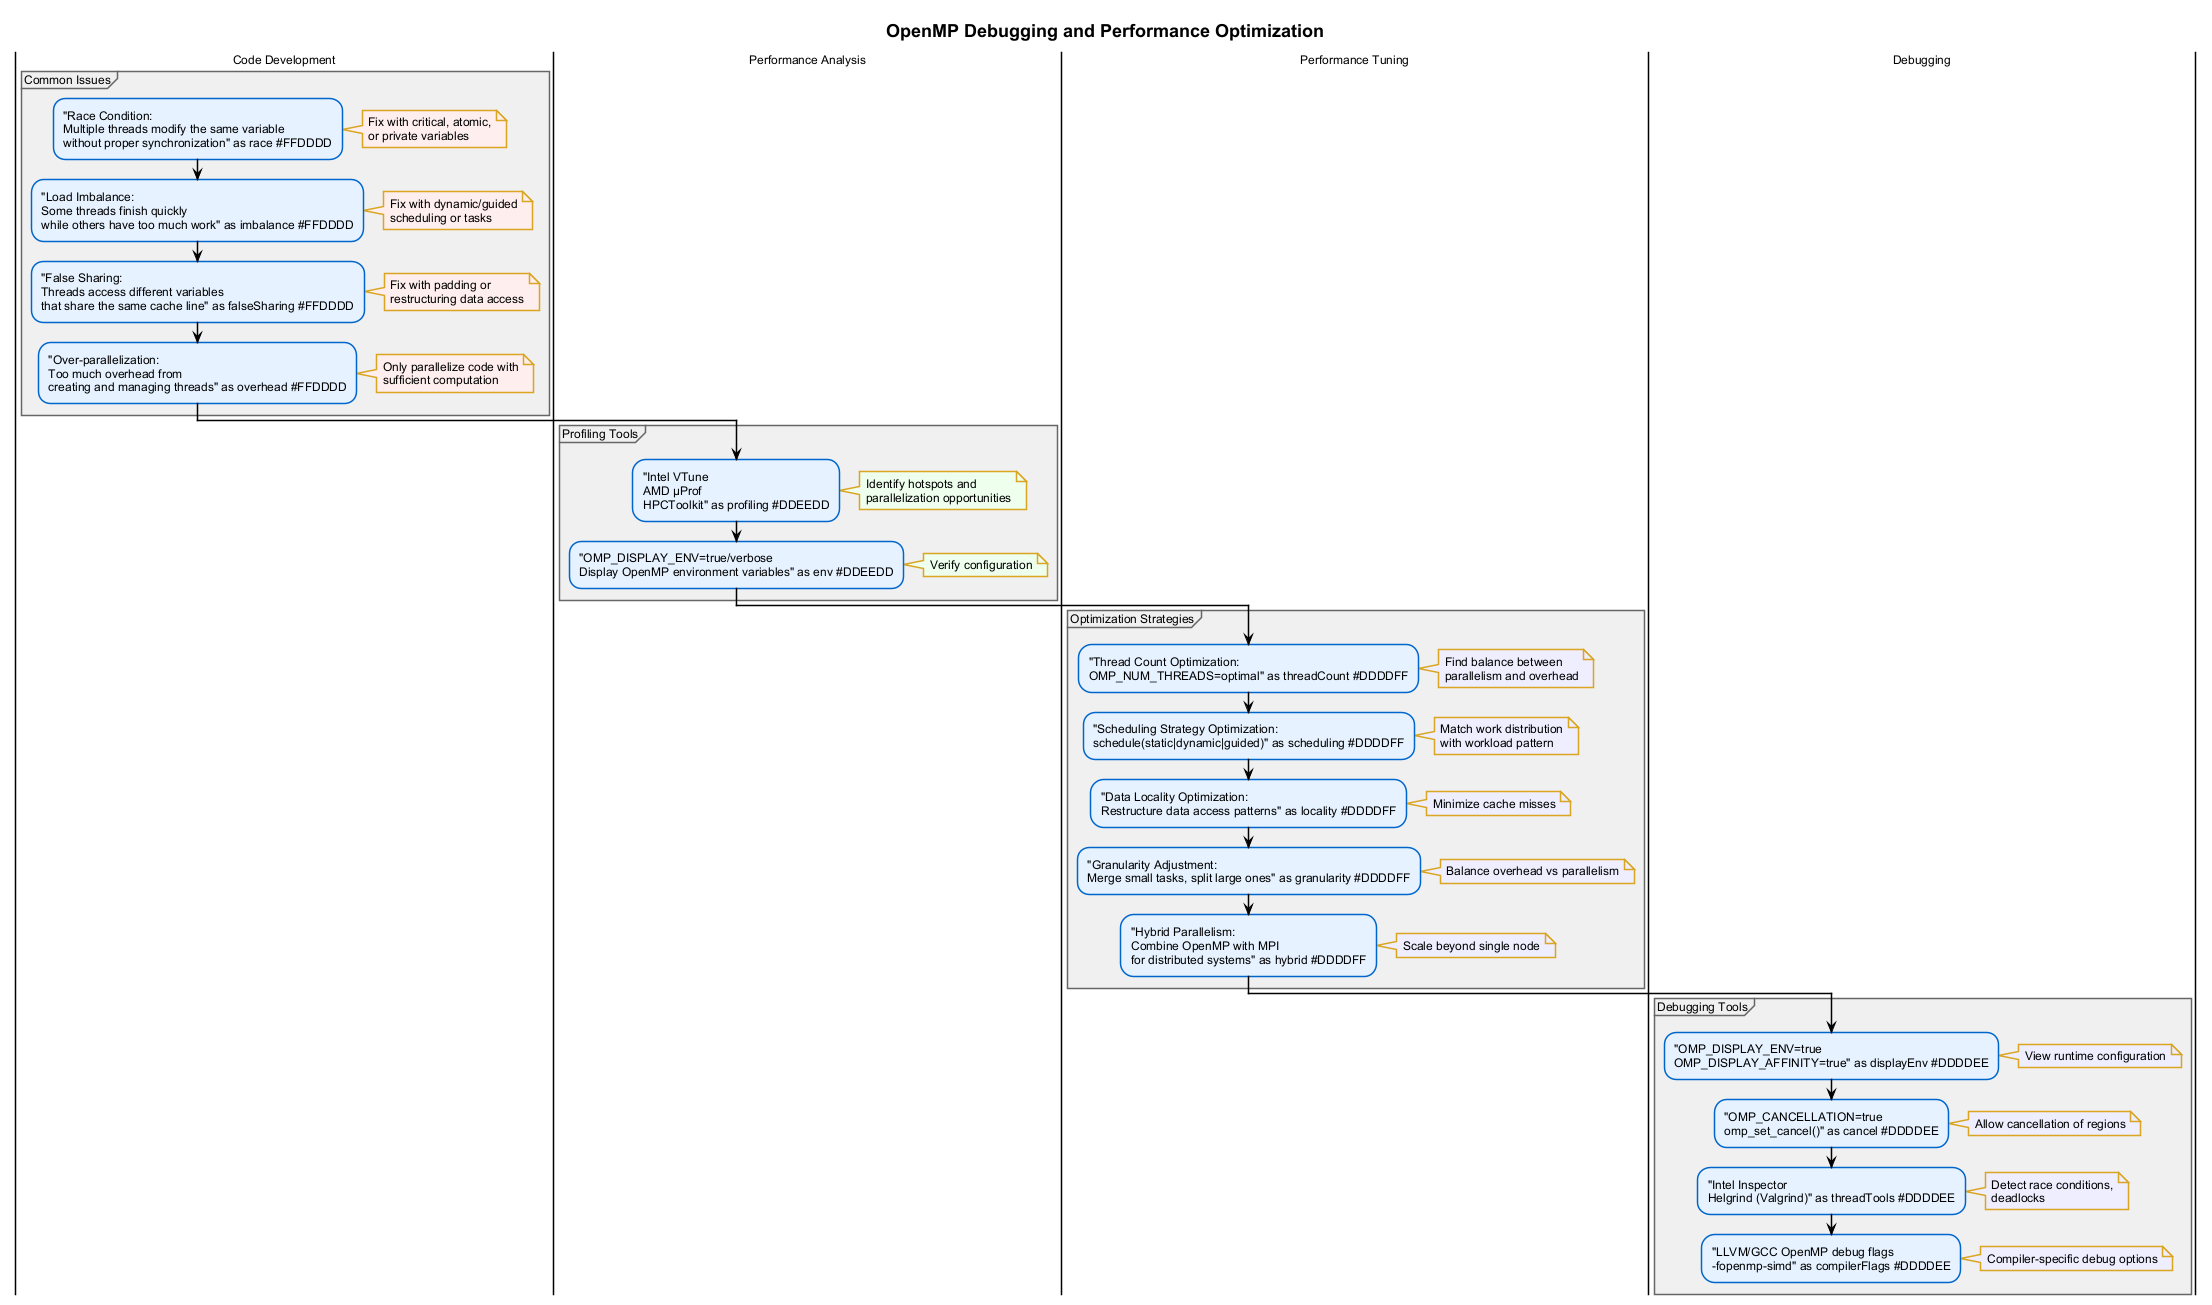 OpenMP Debugging and Performance Optimization
Code Development
Performance Analysis
Performance Tuning
Debugging
Common Issues
"Race Condition:
Multiple threads modify the same variable
without proper synchronization" as race #FFDDDD
Fix with critical, atomic,
or private variables
"Load Imbalance:
Some threads finish quickly
while others have too much work" as imbalance #FFDDDD
Fix with dynamic/guided
scheduling or tasks
"False Sharing:
Threads access different variables
that share the same cache line" as falseSharing #FFDDDD
Fix with padding or
restructuring data access
"Over-parallelization:
Too much overhead from
creating and managing threads" as overhead #FFDDDD
Only parallelize code with
sufficient computation
Profiling Tools
"Intel VTune
AMD µProf
HPCToolkit" as profiling #DDEEDD
Identify hotspots and
parallelization opportunities
"OMP_DISPLAY_ENV=true/verbose
Display OpenMP environment variables" as env #DDEEDD
Verify configuration
Optimization Strategies
"Thread Count Optimization:
OMP_NUM_THREADS=optimal" as threadCount #DDDDFF
Find balance between
parallelism and overhead
"Scheduling Strategy Optimization:
schedule(static|dynamic|guided)" as scheduling #DDDDFF
Match work distribution
with workload pattern
"Data Locality Optimization:
Restructure data access patterns" as locality #DDDDFF
Minimize cache misses
"Granularity Adjustment:
Merge small tasks, split large ones" as granularity #DDDDFF
Balance overhead vs parallelism
"Hybrid Parallelism:
Combine OpenMP with MPI
for distributed systems" as hybrid #DDDDFF
Scale beyond single node
Debugging Tools
"OMP_DISPLAY_ENV=true
OMP_DISPLAY_AFFINITY=true" as displayEnv #DDDDEE
View runtime configuration
"OMP_CANCELLATION=true
omp_set_cancel()" as cancel #DDDDEE
Allow cancellation of regions
"Intel Inspector
Helgrind (Valgrind)" as threadTools #DDDDEE
Detect race conditions,
deadlocks
"LLVM/GCC OpenMP debug flags
-fopenmp-simd" as compilerFlags #DDDDEE
Compiler-specific debug options